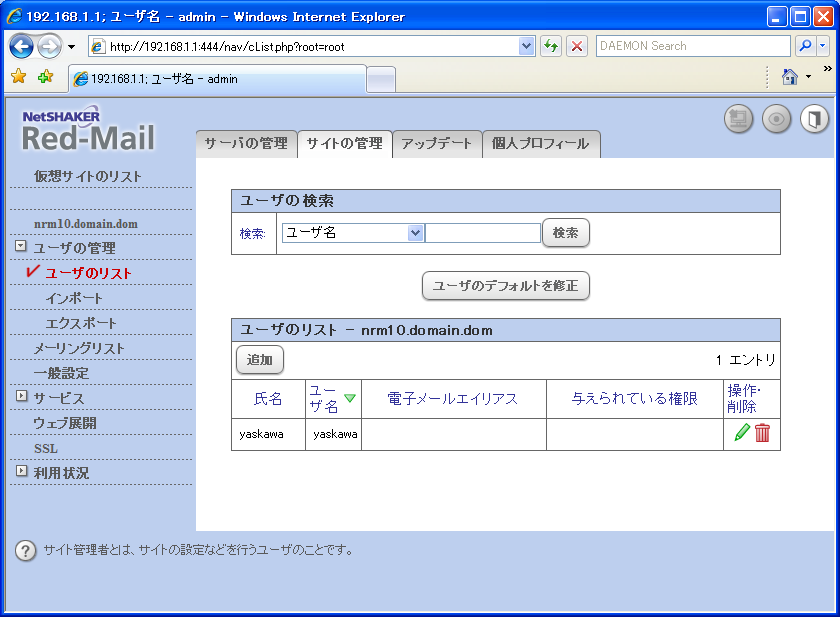 192.168.1.1; ユーザ名 - admin - Windows Internet Explorer
http://192.168.1.1:444/nav/cList.php?root=root
DAEMON Search
192.168.1.1; ユーザ名 - admin
NetSHAKER
Red-Mail
サーバの管理 サイトの管理 アップデート 個人プロフィール
仮想サイトのリスト
nrm10.domain.dom
ユーザの管理
ユーザのリスト
インポート
エクスポート
メーリングリスト
一般設定
サービス
ウェブ展開
SSL
利用状況
ユーザの検索
検索: ユーザ名 検索
ユーザのデフォルトを修正
ユーザのリスト - nrm10.domain.dom
追加 1 エントリ
氏名 ユーザ名 電子メールエイリアス 与えられている権限 操作・削除
yaskawa yaskawa
サイト管理者とは、サイトの設定などを行うユーザのことです。